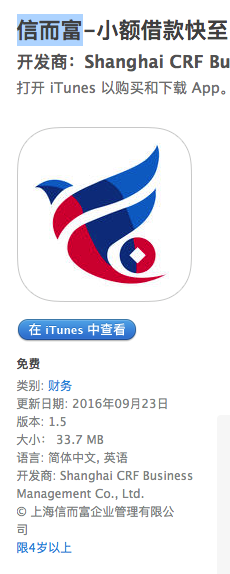 信而富-小额借款快至
开发商：Shanghai CRF Bu
打开 iTunes 以购买和下载 App。
在 iTunes 中查看
免费
类别: 财务
更新日期: 2016年09月23日
版本: 1.5
大小： 33.7 MB
语言: 简体中文, 英语
开发商: Shanghai CRF Business
Management Co., Ltd.
© 上海信而富企业管理有限公
司
限4岁以上